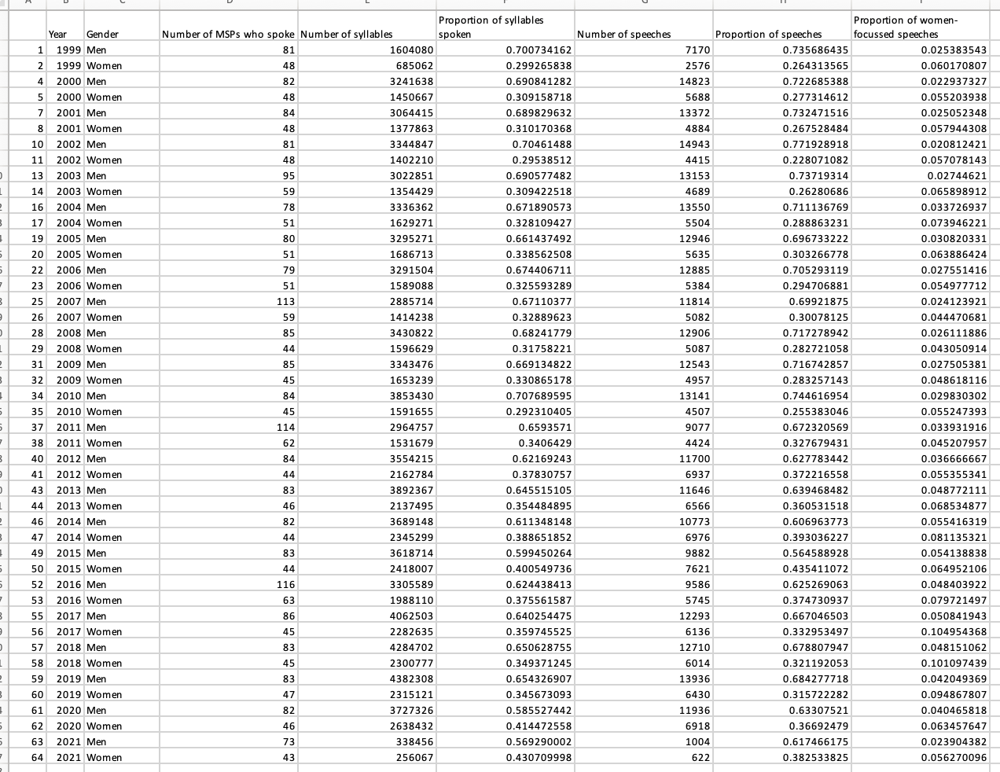 A B C D E F G H I
Year Gender Number of MSPs who spoke Number of syllables Proportion of syllables spoken Number of speeches Proportion of speeches Proportion of women-focussed speeches
1 1999 Men 81 1604080 0.700734162 7170 0.735686435 0.025383543
2 1999 Women 48 685062 0.299265838 2576 0.264313565 0.060170807
4 2000 Men 82 3241638 0.690841282 14823 0.722685388 0.022937327
5 2000 Women 48 1450667 0.309158718 5688 0.277314612 0.055203938
7 2001 Men 84 3064415 0.689829632 13372 0.732471516 0.025052348
8 2001 Women 48 1377863 0.310170368 4884 0.267528484 0.057944308
10 2002 Men 81 3344847 0.70461488 14943 0.771928918 0.020812421
11 2002 Women 48 1402210 0.29538512 4415 0.228071082 0.057078143
13 2003 Men 95 3022851 0.690577482 13153 0.73719314 0.02744621
14 2003 Women 59 1354429 0.309422518 4689 0.26280686 0.065898912
16 2004 Men 78 3336362 0.671890573 13550 0.711136769 0.033726937
17 2004 Women 51 1629271 0.328109427 5504 0.288863231 0.073946221
19 2005 Men 80 3295271 0.661437492 12946 0.696733222 0.030820331
20 2005 Women 51 1686713 0.338562508 5635 0.303266778 0.063886424
22 2006 Men 79 3291504 0.674406711 12885 0.705293119 0.027551416
23 2006 Women 51 1589088 0.325593289 5384 0.294706881 0.054977712
25 2007 Men 113 2885714 0.67110377 11814 0.69921875 0.024123921
26 2007 Women 59 1414238 0.32889623 5082 0.30078125 0.044470681
28 2008 Men 85 3430822 0.68241779 12906 0.717278942 0.026111886
29 2008 Women 44 1596629 0.31758221 5087 0.282721058 0.043050914
31 2009 Men 85 3343476 0.669134822 12543 0.716742857 0.027505381
32 2009 Women 45 1653239 0.330865178 4957 0.283257143 0.048618116
34 2010 Men 84 3853430 0.707689595 13141 0.744616954 0.029830302
35 2010 Women 45 1591655 0.292310405 4507 0.255383046 0.055247393
37 2011 Men 114 2964757 0.6593571 9077 0.672320569 0.033931916
38 2011 Women 62 1531679 0.3406429 4424 0.327679431 0.045207957
40 2012 Men 84 3554215 0.62169243 11700 0.627783442 0.036666667
41 2012 Women 44 2162784 0.37830757 6937 0.372216558 0.055355341
43 2013 Men 83 3892367 0.645515105 11646 0.639468482 0.048772111
44 2013 Women 46 2137495 0.354484895 6566 0.360531518 0.068534877
46 2014 Men 82 3689148 0.611348148 10773 0.606963773 0.055416319
47 2014 Women 44 2345299 0.388651852 6976 0.393036227 0.081135321
49 2015 Men 83 3618714 0.599450264 9882 0.564588928 0.054138838
50 2015 Women 44 2418007 0.400549736 7621 0.435411072 0.064952106
52 2016 Men 116 3305589 0.624438413 9586 0.625269063 0.048403922
53 2016 Women 63 1988110 0.375561587 5745 0.374730937 0.079721497
55 2017 Men 86 4062503 0.640254475 12293 0.667046503 0.050841943
56 2017 Women 45 2282635 0.359745525 6136 0.332953497 0.104954368
57 2018 Men 83 4284702 0.650628755 12710 0.678807947 0.048151062
58 2018 Women 45 2300777 0.349371245 6014 0.321192053 0.101097439
59 2019 Men 83 4382308 0.654326907 13936 0.684277718 0.042049369
60 2019 Women 47 2315121 0.345673093 6430 0.315722282 0.094867807
61 2020 Men 82 3727326 0.585527442 11936 0.63307521 0.040465818
62 2020 Women 46 2638432 0.414472558 6918 0.36692479 0.063457647
63 2021 Men 73 338456 0.569290002 1004 0.617466175 0.023904382
64 2021 Women 43 256067 0.430709998 622 0.382533825 0.056270096